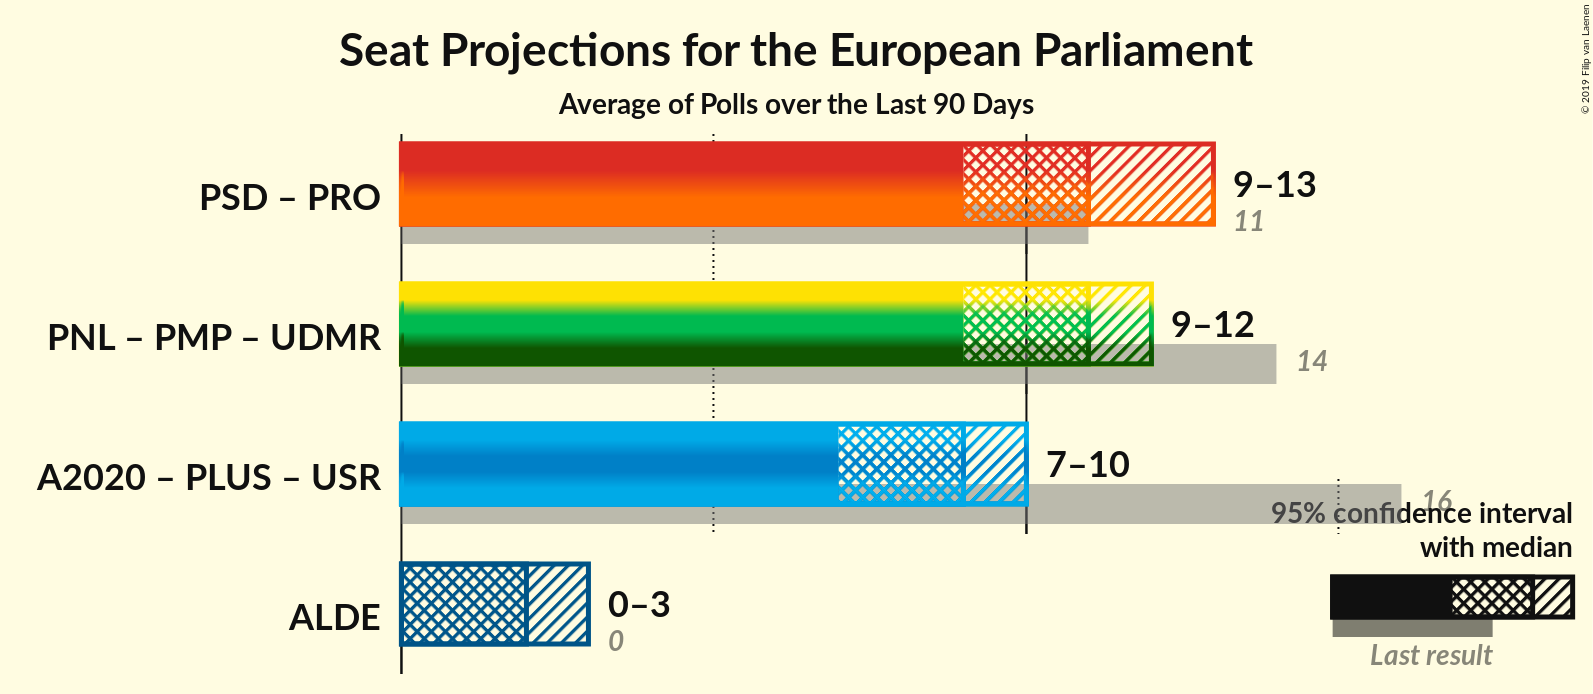 Seat Projections for the European Parliament
Average of Polls over the Last 90 Days
© 2019 Filip van Laenen
PSD – PRO
9–13
11
PNL – PMP – UDMR
9–12
14
A2020 – PLUS – USR
7–10
16
95% confidence interval
with median
Last result
ALDE
0–3
0